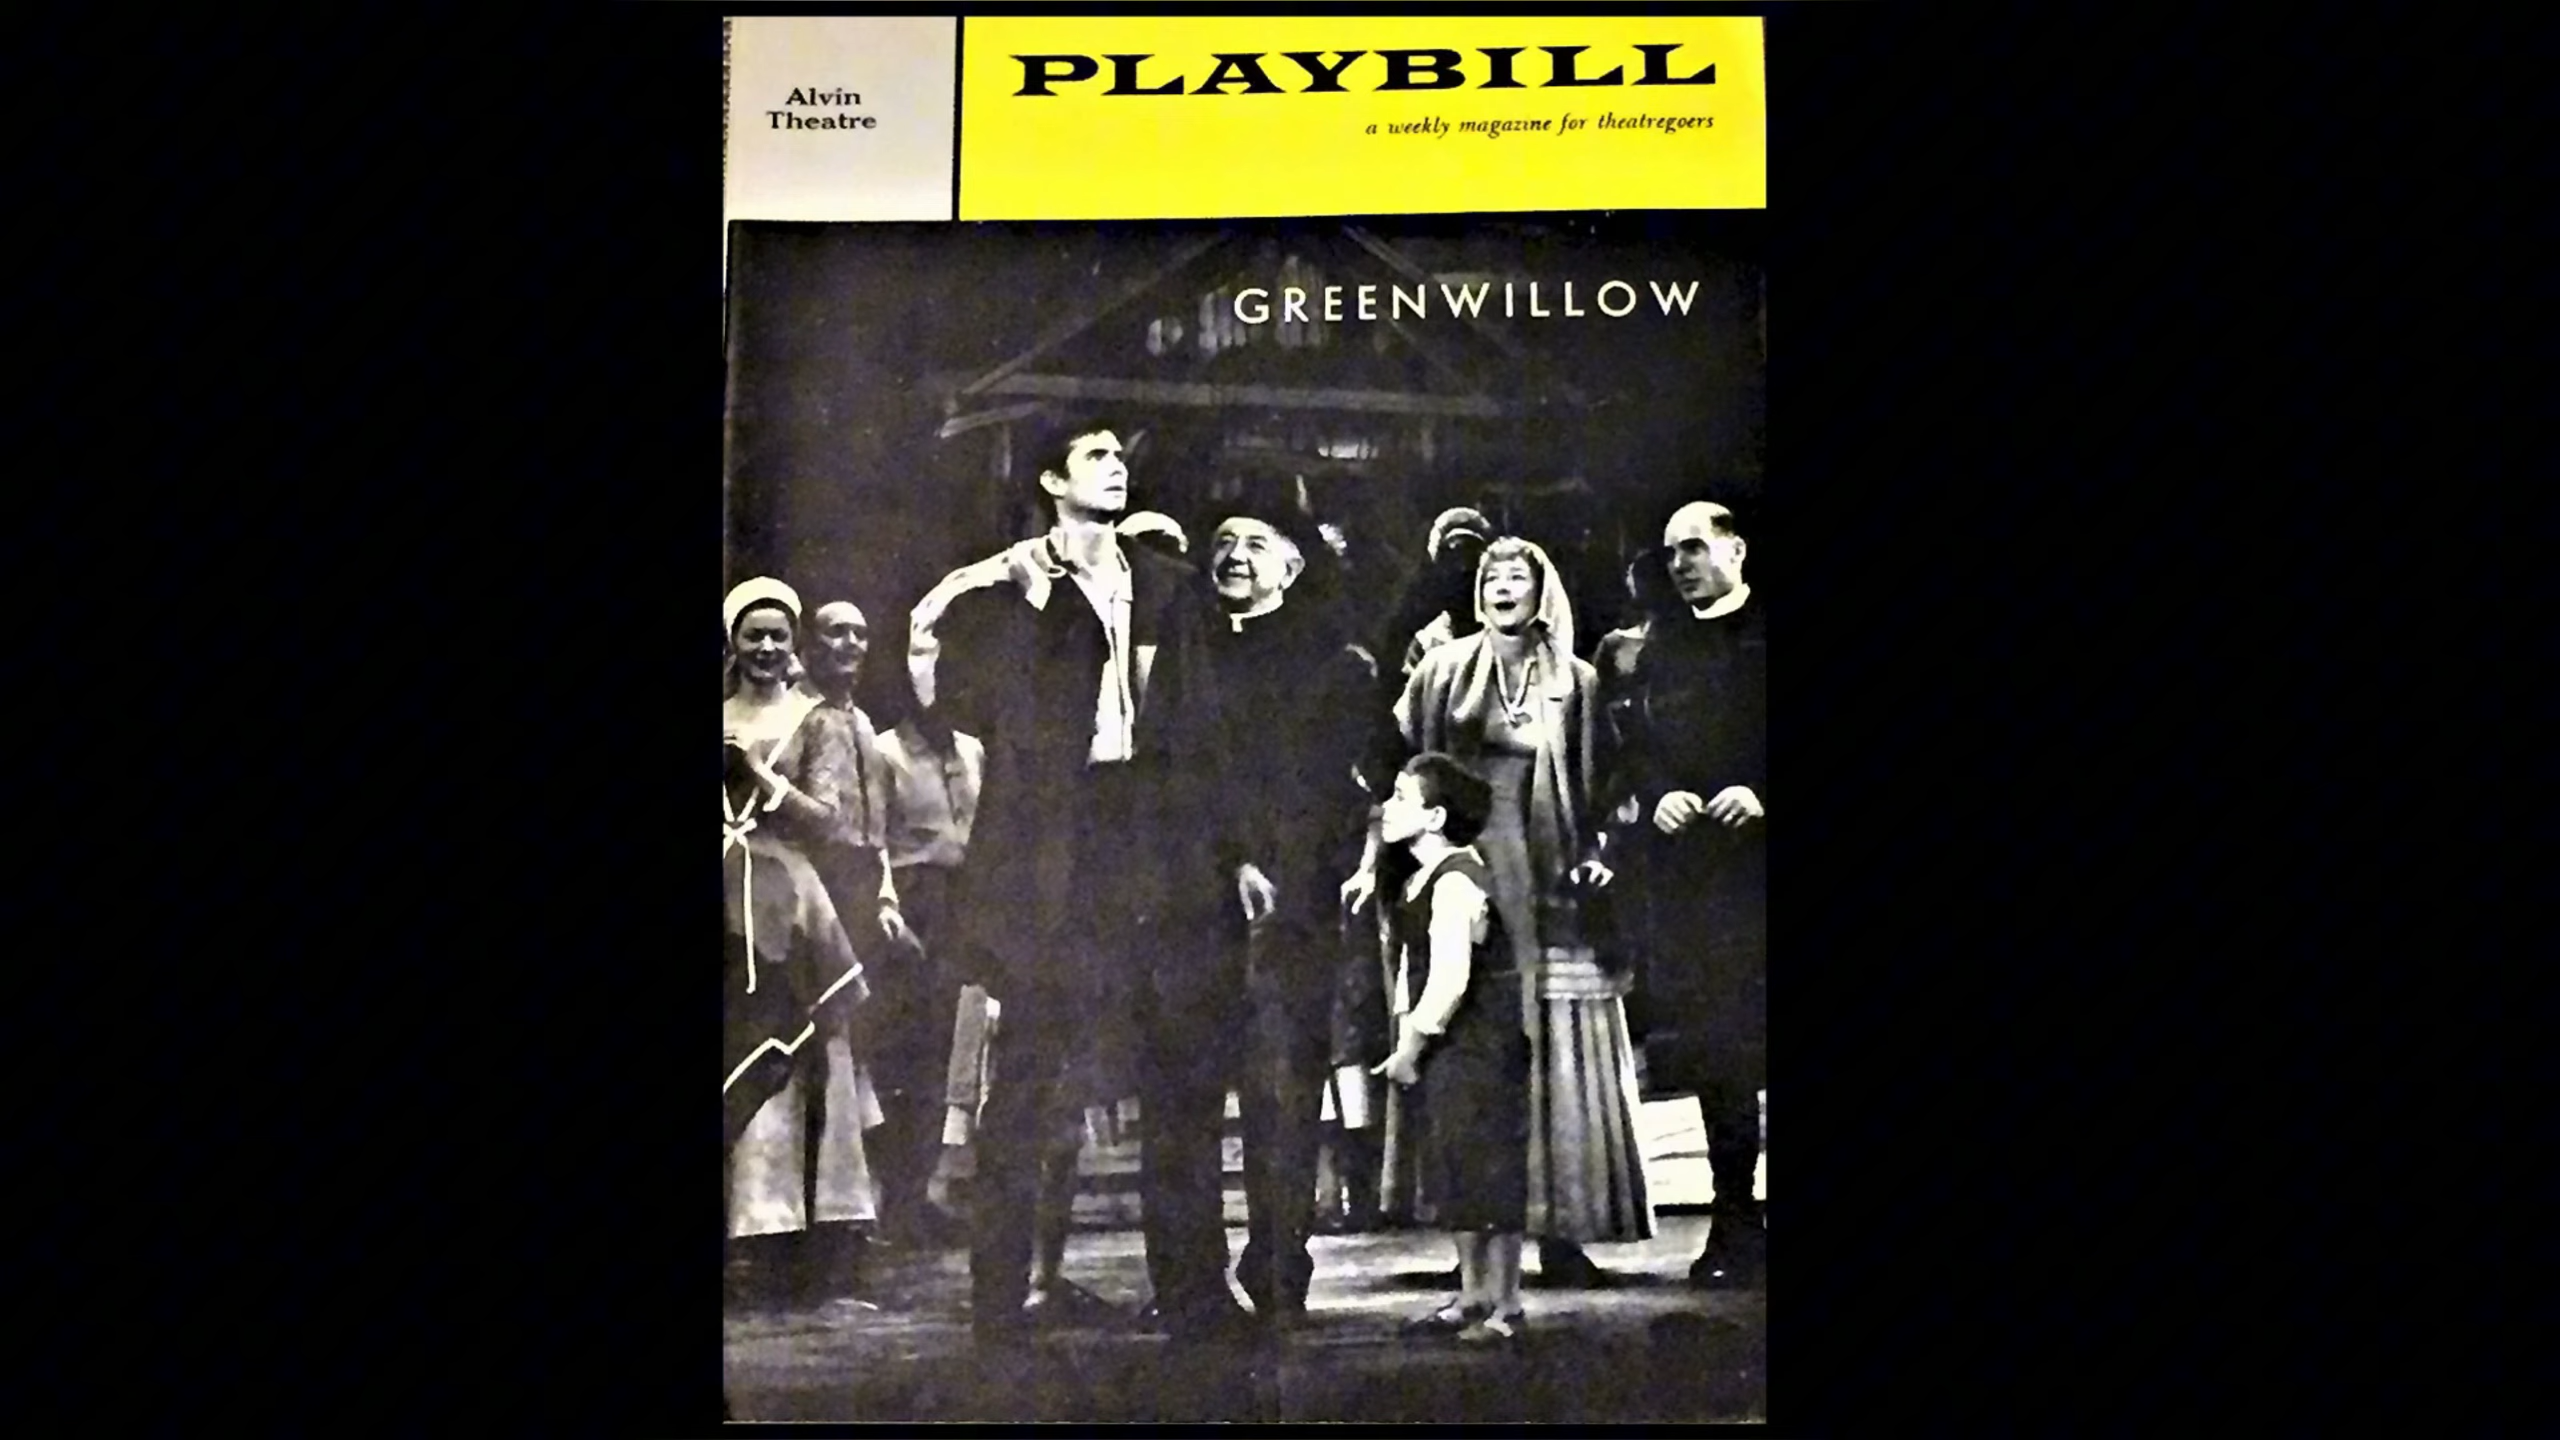 Alvin
Theatre
PLAYBILL
a weekly magazine for theatregoers
GREENWILLOW